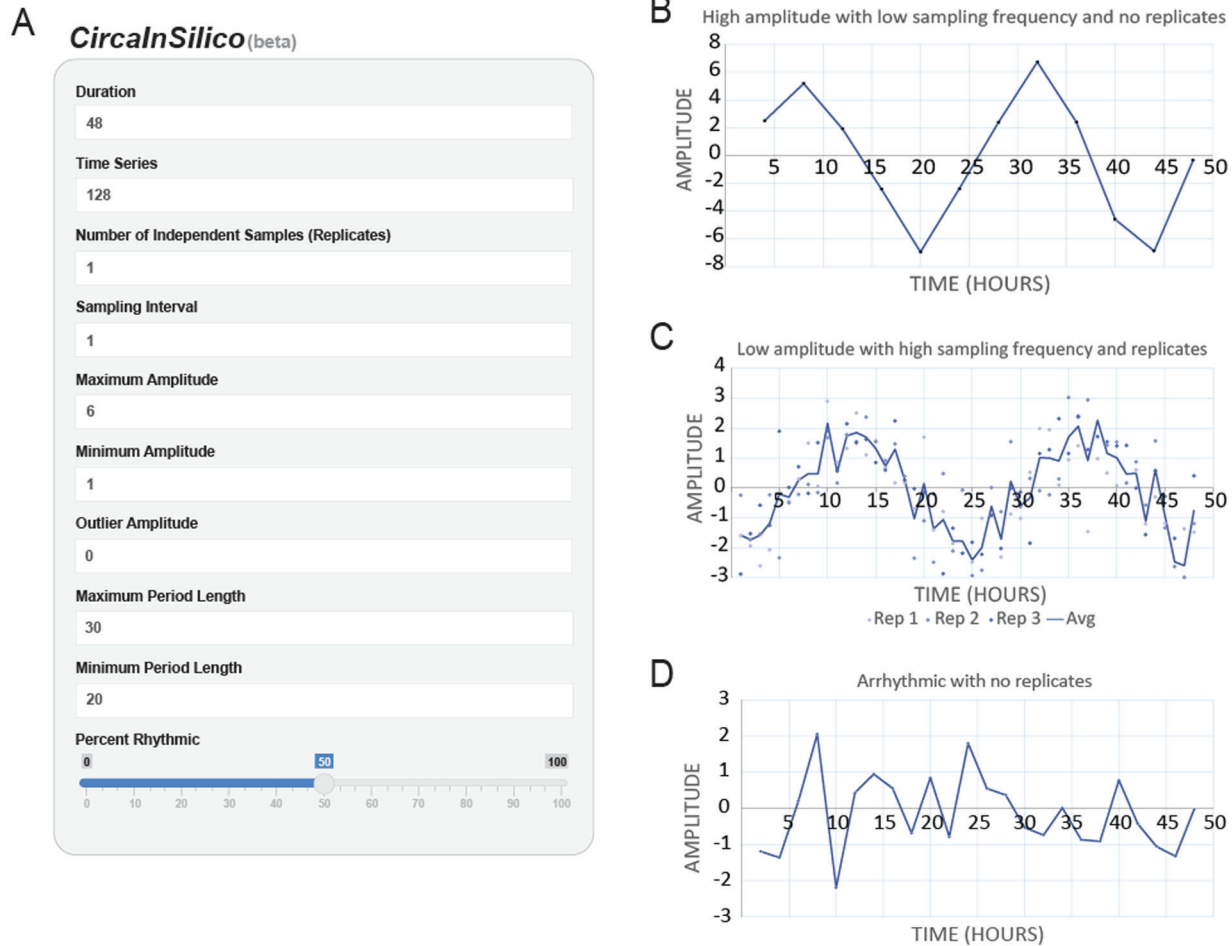 A
CircaInSilico (beta)
Duration
48
Time Series
128
Number of Independent Samples (Replicates)
1
Sampling Interval
1
Maximum Amplitude
6
Minimum Amplitude
1
Outlier Amplitude
0
Maximum Period Length
30
Minimum Period Length
20
Percent Rhythmic
0 50 100
0 10 20 30 40 50 60 70 80 90 100
B
High amplitude with low sampling frequency and no replicates
AMPLITUDE
8
6
4
2
0
-2
-4
-6
-8
5 10 15 20 25 30 35 40 45 50
TIME (HOURS)
C
Low amplitude with high sampling frequency and replicates
AMPLITUDE
4
3
2
1
0
-1
-2
-3
5 10 15 20 25 30 35 40 45 50
TIME (HOURS)
Rep 1 Rep 2 Rep 3 Avg
D
Arrhythmic with no replicates
AMPLITUDE
3
2
1
0
-1
-2
-3
5 10 15 20 25 30 35 40 45 50
TIME (HOURS)